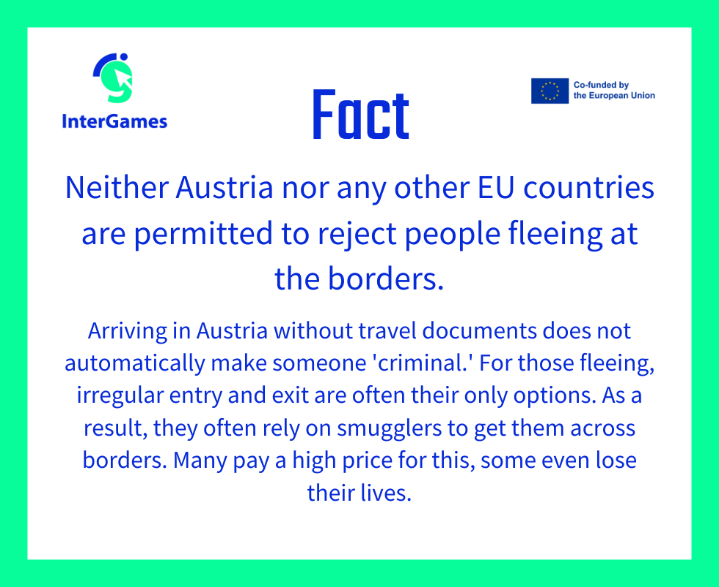 InterGames
Fact
Co-funded by
the European Union
Neither Austria nor any other EU countries
are permitted to reject people fleeing at
the borders.
Arriving in Austria without travel documents does not
automatically make someone 'criminal.' For those fleeing,
irregular entry and exit are often their only options. As a
result, they often rely on smugglers to get them across
borders. Many pay a high price for this, some even lose
their lives.